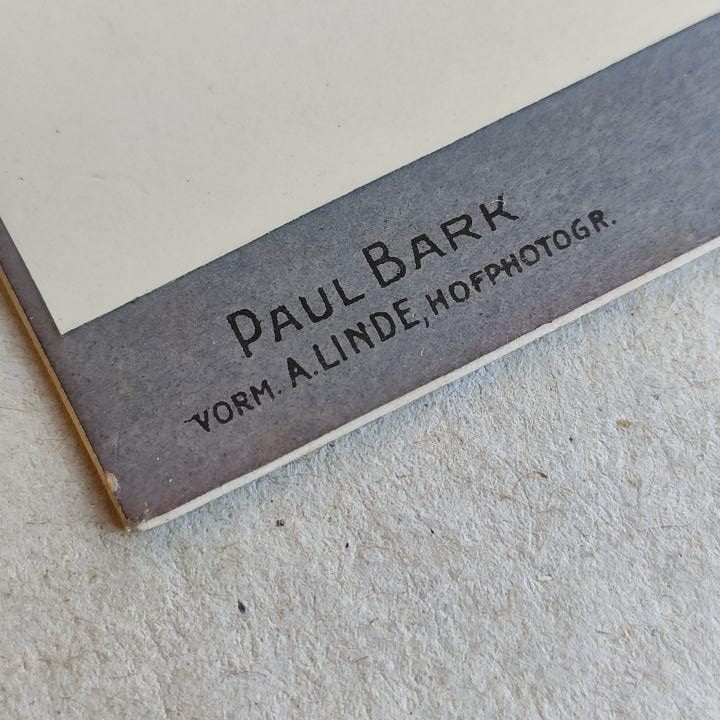 PAUL BARK
VORM. A. LINDE, HOFPHOTOGR.